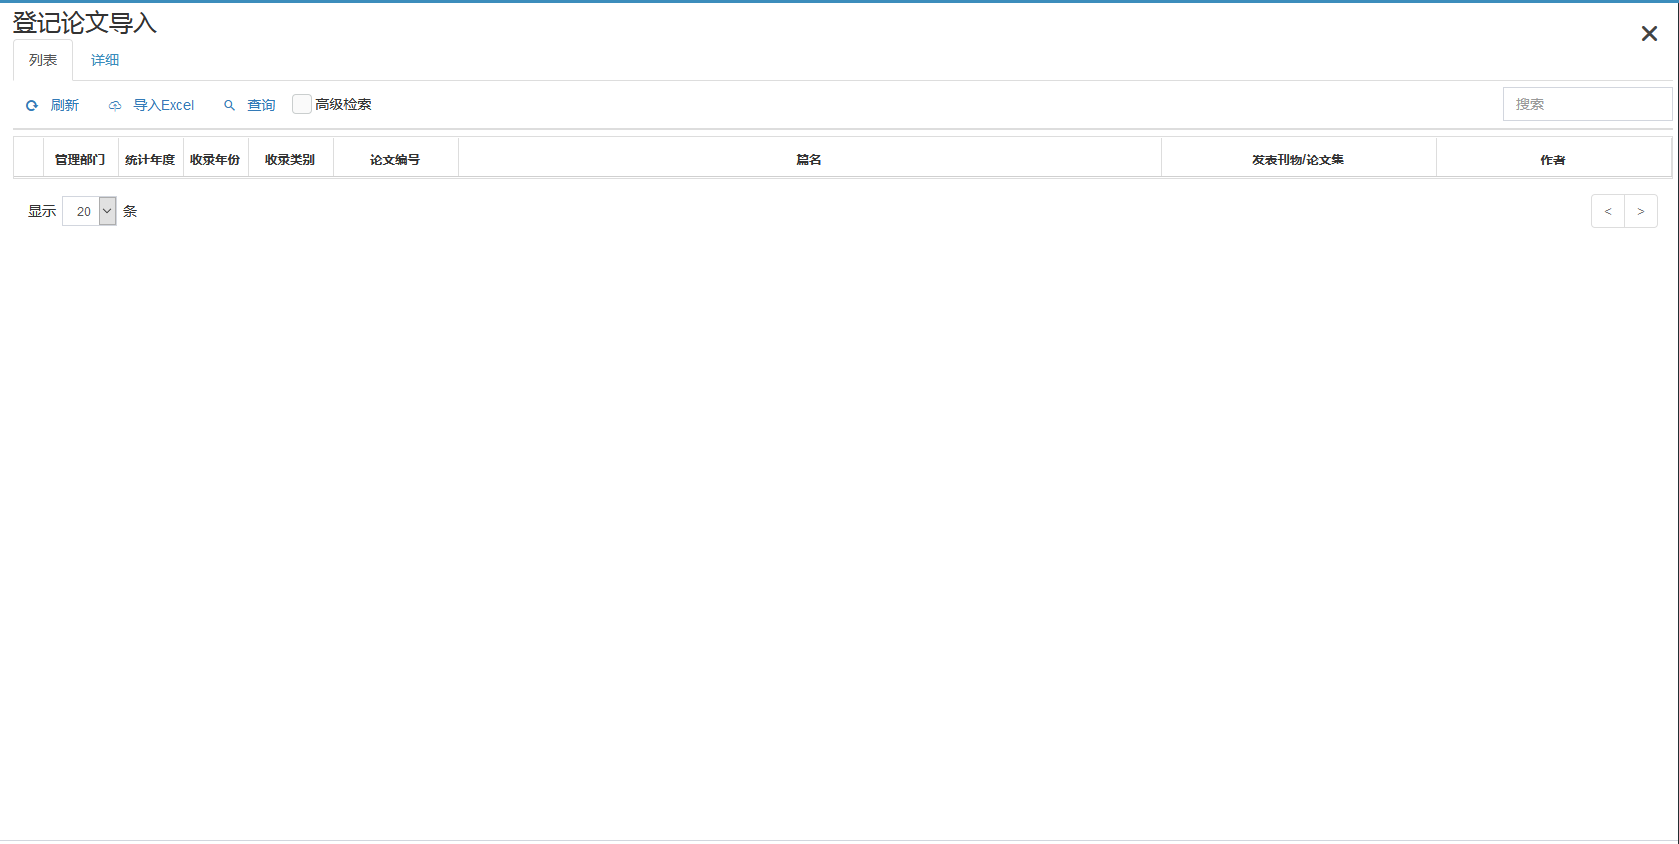 登记论文导入
列表 详细
刷新 导入Excel 查询 高级检索 搜索
管理部门 统计年度 收录年份 收录类别 论文编号 篇名 发表刊物/论文集 作者
显示 20 条 < >